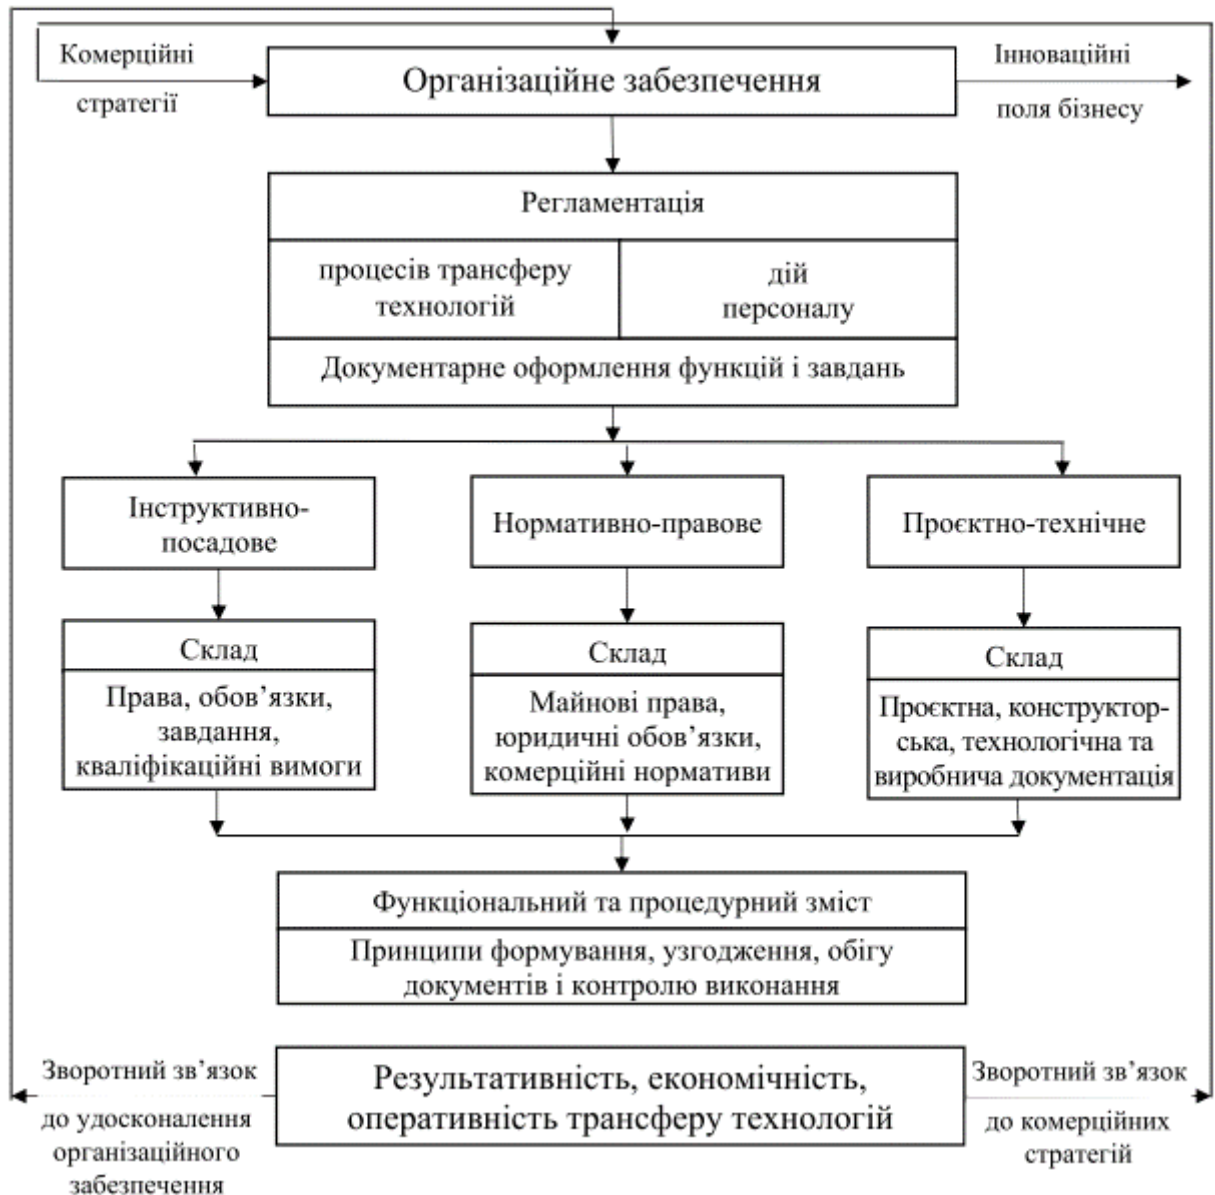 Комерційні
стратегії
Організаційне забезпечення
Інноваційні
поля бізнесу
Регламентація
процесів трансферу
технологій
дій
персоналу
Документарне оформлення функцій і завдань
Інструктивно-
посадове
Нормативно-правове
Проєктно-технічне
Склад
Права, обов’язки,
завдання,
кваліфікаційні вимоги
Склад
Майнові права,
юридичні обов’язки,
комерційні нормативи
Склад
Проєктна, конструктор-
ська, технологічна та
виробнича документація
Функціональний та процедурний зміст
Принципи формування, узгодження, обігу
документів і контролю виконання
Зворотний зв’язок
до удосконалення
організаційного
забезпечення
Результативність, економічність,
оперативність трансферу технологій
Зворотний зв’язок
до комерційних
стратегій